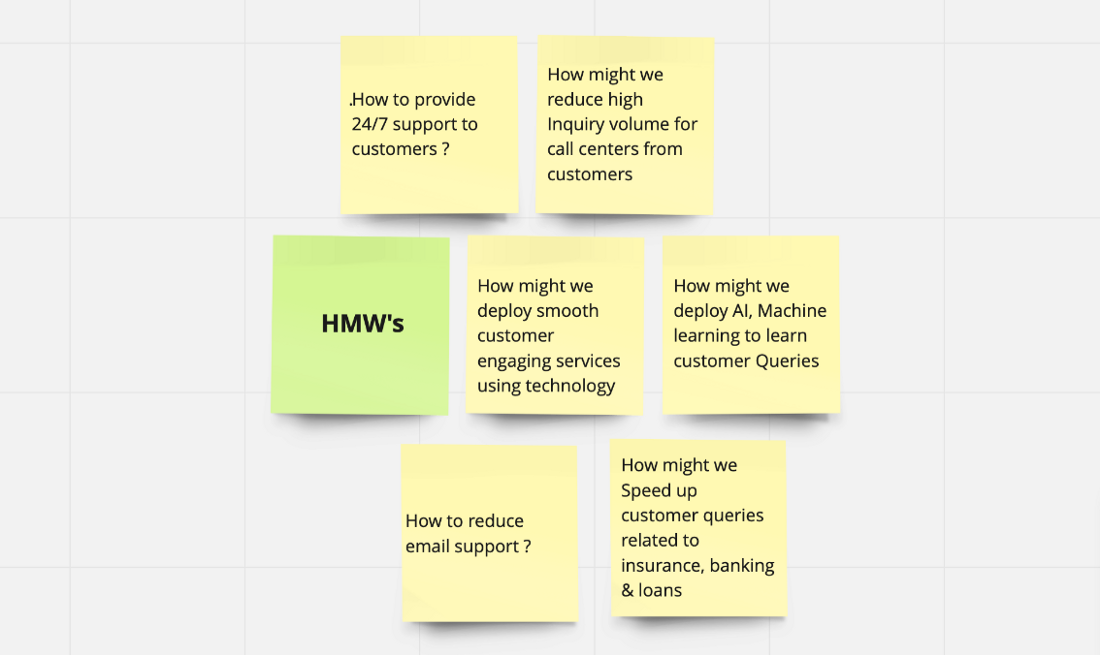 .How to provide
24/7 support to
customers ?
How might we
reduce high
Inquiry volume for
call centers from
customers
HMW's
How might we
deploy smooth
customer
engaging services
using technology
How might we
deploy AI, Machine
learning to learn
customer Queries
How to reduce
email support ?
How might we
Speed up
customer queries
related to
insurance, banking
& loans